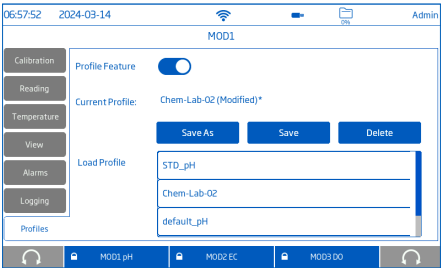 06:57:52 2024-03-14 0% Admin
MOD1
Calibration
Reading
Temperature
View
Alarms
Logging
Profiles
Profile Feature
Current Profile: Chem-Lab-02 (Modified)*
Save As Save Delete
Load Profile
STD_pH
Chem-Lab-02
default_pH
MOD1 pH MOD2 EC MOD3 DO